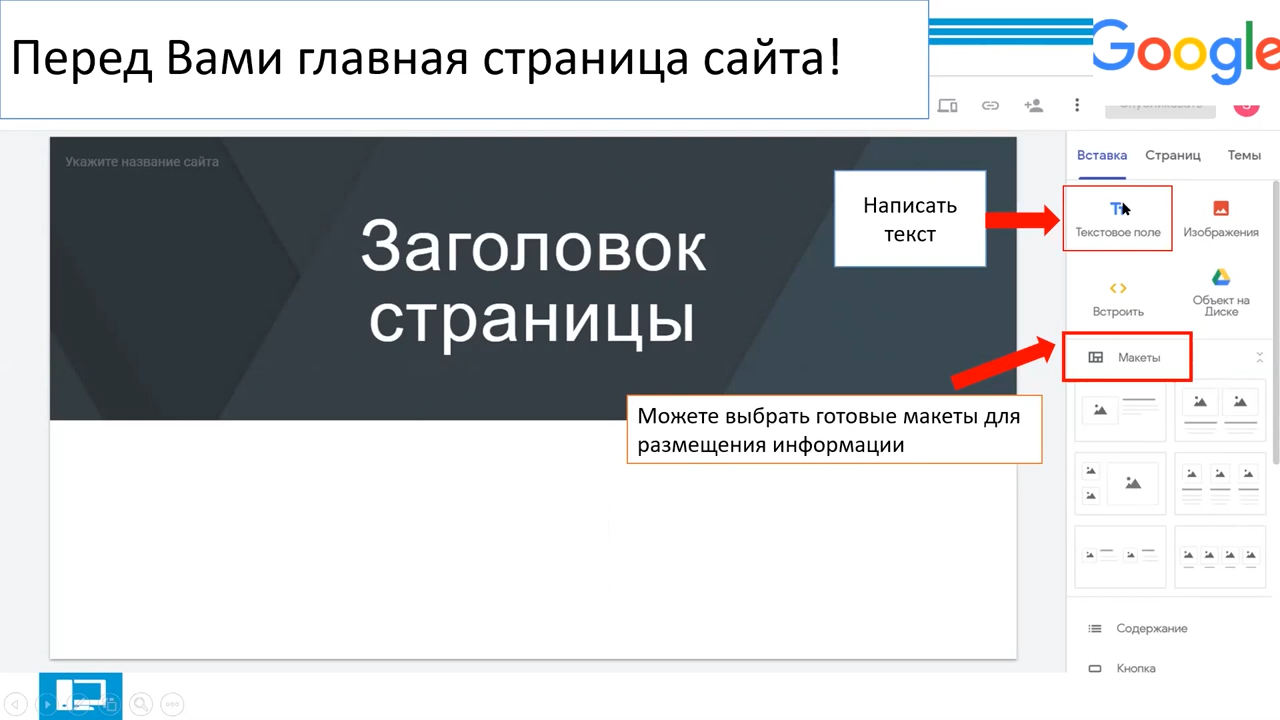 Перед Вами главная страница сайта!
Google
Укажите название сайта
Заголовок
страницы
Написать
текст
Можете выбрать готовые макеты для
размещения информации
Опубликовать
Вставка
Страниц
Темы
Текстовое поле
Изображения
Встроить
Объект на
Диске
Макеты
Содержание
Кнопка